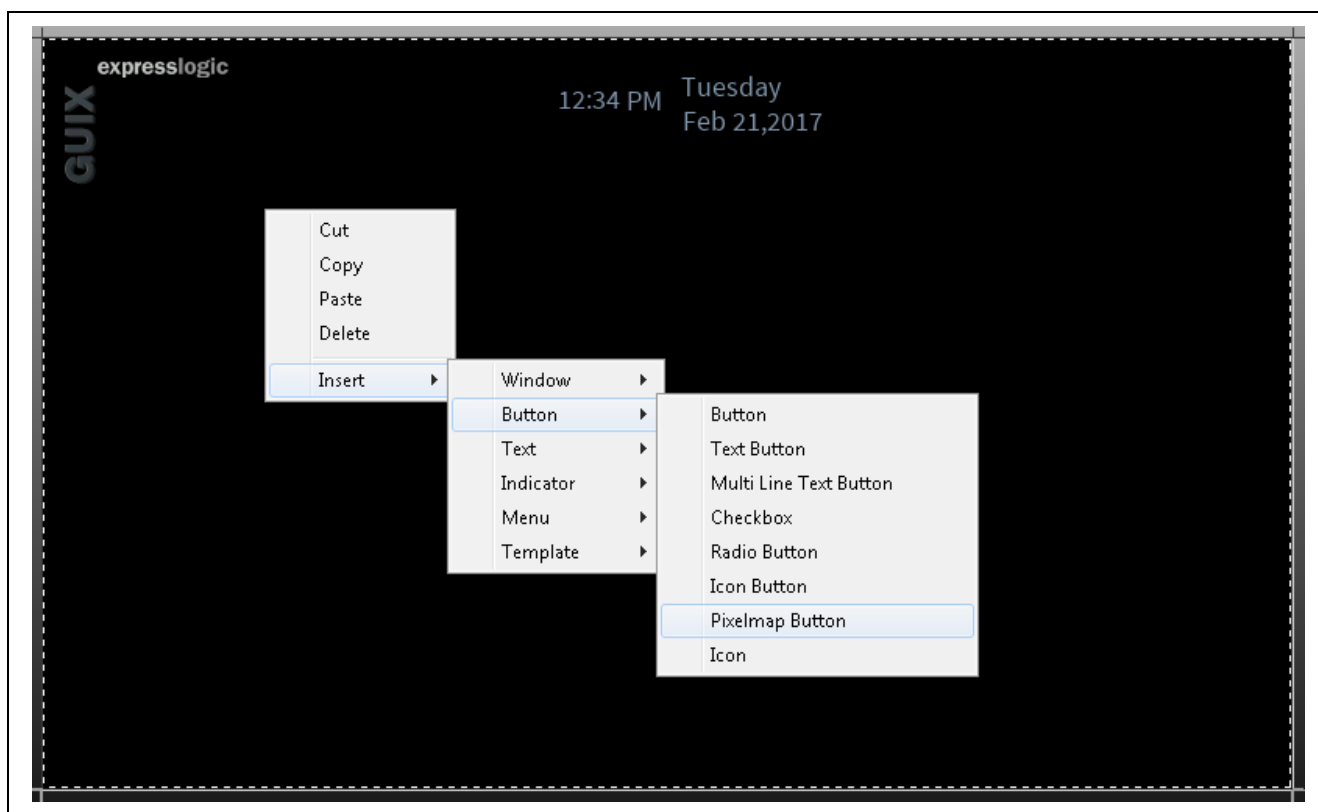 expresslogic
GUIX
12:34 PM
Tuesday
Feb 21,2017
Cut
Copy
Paste
Delete
Insert
Window
Button
Text
Indicator
Menu
Template
Button
Text Button
Multi Line Text Button
Checkbox
Radio Button
Icon Button
Pixelmap Button
Icon